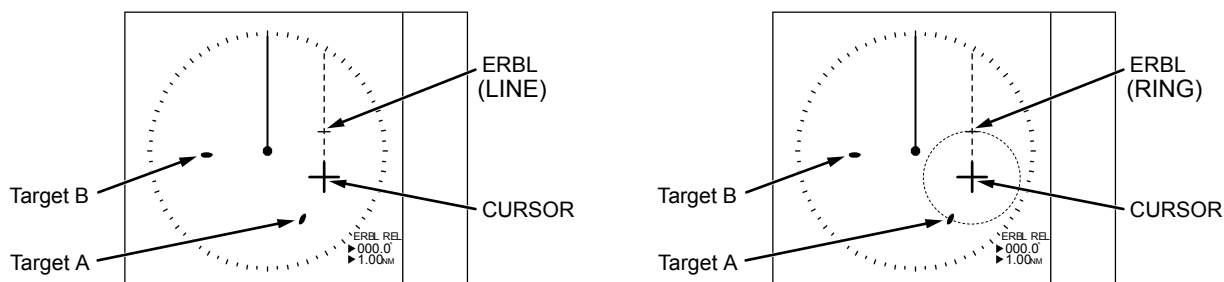 ERBL
(LINE)
Target B
CURSOR
Target A
ERBL REL
▶000.0°
▶1.00NM
ERBL
(RING)
Target B
CURSOR
Target A
ERBL REL
▶000.0°
▶1.00NM